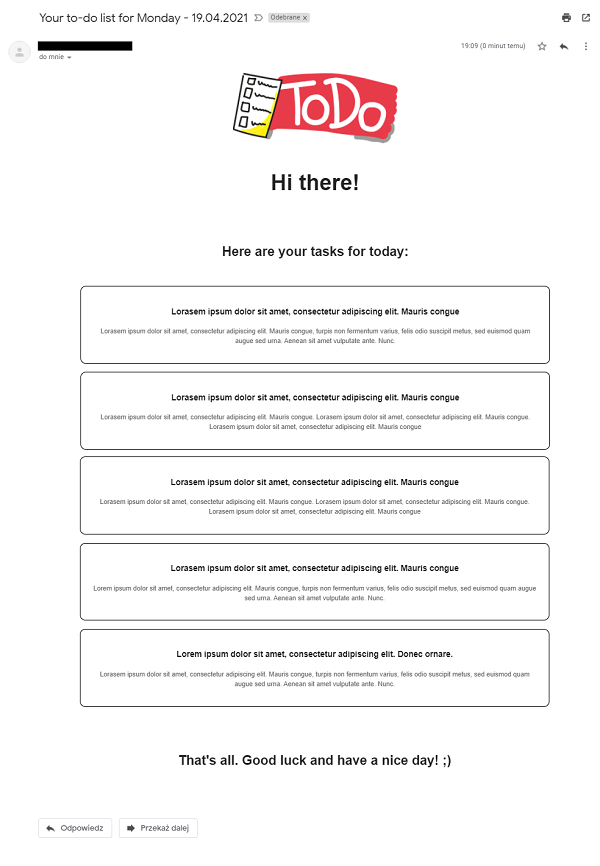 Your to-do list for Monday - 19.04.2021
Odebrane x
19:09 (0 minut temu)
do mnie
ToDo
Hi there!
Here are your tasks for today:
Lorasem ipsum dolor sit amet, consectetur adipiscing elit. Mauris congue
Lorasem ipsum dolor sit amet, consectetur adipiscing elit. Mauris congue, turpis non fermentum varius, felis odio suscipit metus, sed euismod quam
augue sed urna. Aenean sit amet vulputate ante. Nunc.
Lorasem ipsum dolor sit amet, consectetur adipiscing elit. Mauris congue
Lorasem ipsum dolor sit amet, consectetur adipiscing elit. Mauris congue. Lorasem ipsum dolor sit amet, consectetur adipiscing elit. Mauris congue.
Lorasem ipsum dolor sit amet, consectetur adipiscing elit. Mauris congue
Lorasem ipsum dolor sit amet, consectetur adipiscing elit. Mauris congue
Lorasem ipsum dolor sit amet, consectetur adipiscing elit. Mauris congue. Lorasem ipsum dolor sit amet, consectetur adipiscing elit. Mauris congue.
Lorasem ipsum dolor sit amet, consectetur adipiscing elit. Mauris congue
Lorasem ipsum dolor sit amet, consectetur adipiscing elit. Mauris congue
Lorem ipsum dolor sit amet, consectetur adipiscing elit. Mauris congue, turpis non fermentum varius, felis odio suscipit metus, sed euismod quam augue
sed urna. Aenean sit amet vulputate ante. Nunc.
Lorem ipsum dolor sit amet, consectetur adipiscing elit. Donec ornare.
Lorasem ipsum dolor sit amet, consectetur adipiscing elit. Mauris congue, turpis non fermentum varius, felis odio suscipit metus, sed euismod quam
augue sed urna. Aenean sit amet vulputate ante. Nunc.
That's all. Good luck and have a nice day! ;)
Odpowiedz
Przekaż dalej